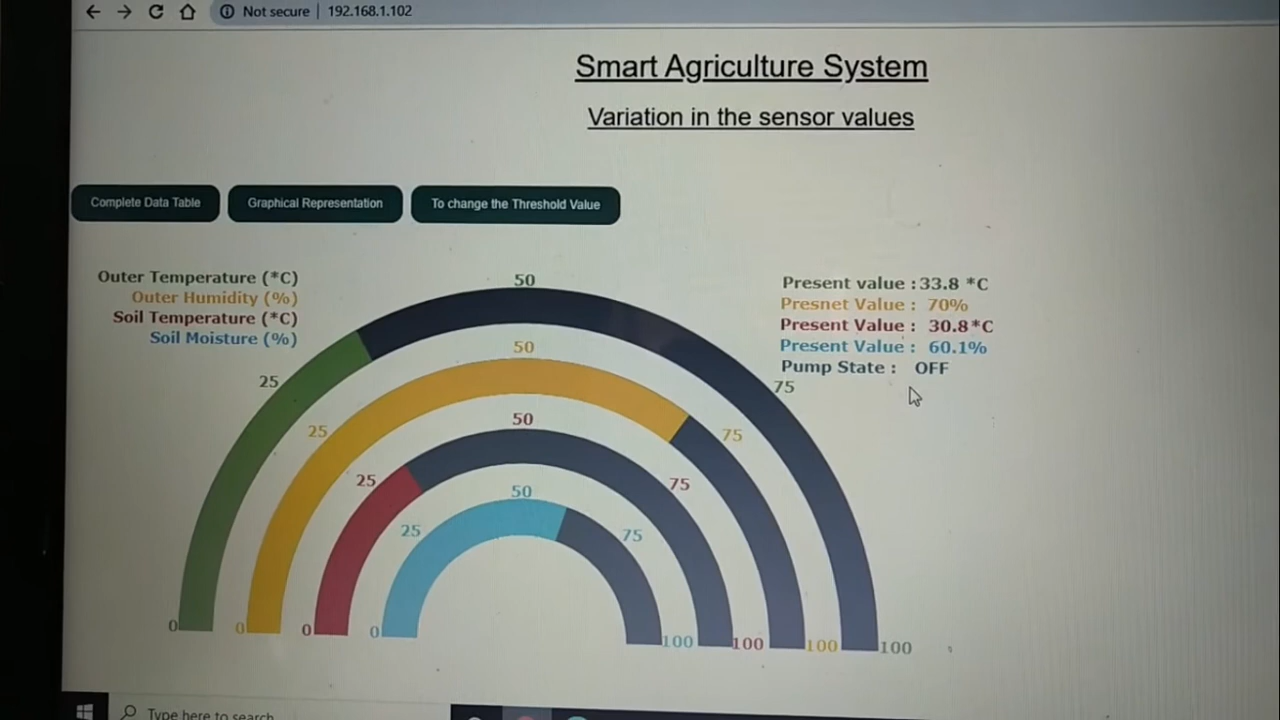 Not secure | 192.168.1.102
Smart Agriculture System
Variation in the sensor values
Complete Data Table
Graphical Representation
To change the Threshold Value
Outer Temperature (*C)
Outer Humidity (%)
Soil Temperature (*C)
Soil Moisture (%)
Present value :33.8 *C
Presnet Value : 70%
Present Value : 30.8*C
Present Value : 60.1%
Pump State : OFF
0 25 50 75 100
0 25 50 75 100
0 25 50 75 100
0 25 50 75 100
Type here to search